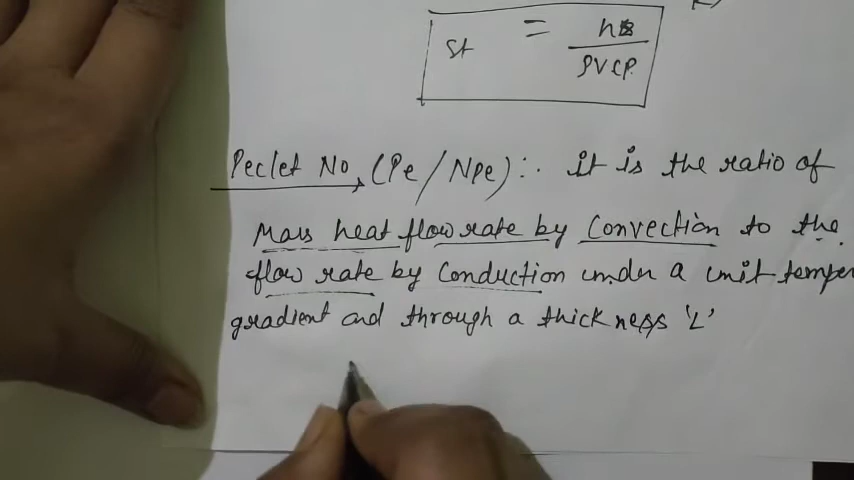 St = h / ρVCP.
Peclet No, (Pe/NPe):. it is the ratio of
Mass heat flow rate by Convection to the
flow rate by Conduction under a unit temper
gradient and through a thickness 'L'